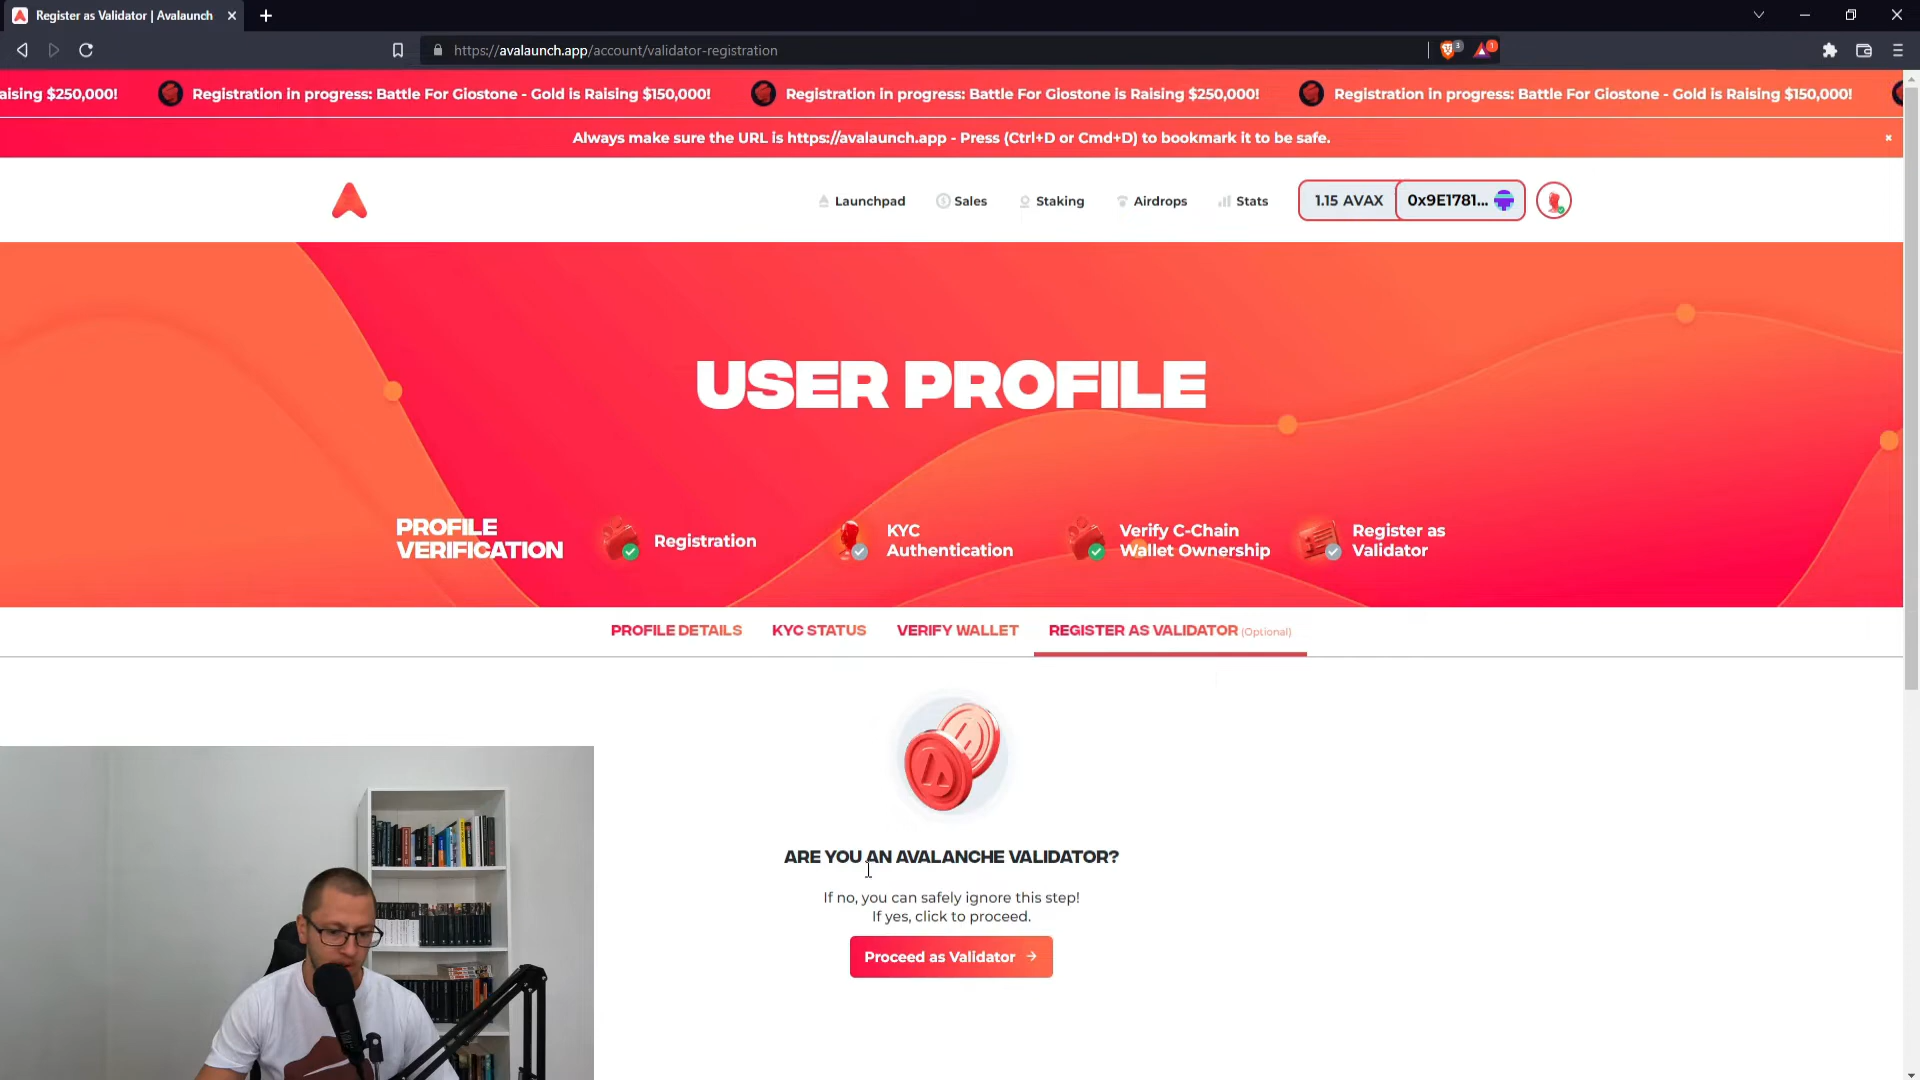 Register as Validator | Avalaunch
https://avalaunch.app/account/validator-registration
3
1
aising $250,000!
Registration in progress: Battle For Giostone - Gold is Raising $150,000!
Registration in progress: Battle For Giostone is Raising $250,000!
Registration in progress: Battle For Giostone - Gold is Raising $150,000!
Always make sure the URL is https://avalaunch.app - Press (Ctrl+D or Cmd+D) to bookmark it to be safe.
Launchpad
Sales
Staking
Airdrops
Stats
1.15 AVAX
0x9E1781...
USER PROFILE
PROFILE
VERIFICATION
Registration
KYC
Authentication
Verify C-Chain
Wallet Ownership
Register as
Validator
PROFILE DETAILS
KYC STATUS
VERIFY WALLET
REGISTER AS VALIDATOR (Optional)
ARE YOU AN AVALANCHE VALIDATOR?
If no, you can safely ignore this step!
If yes, click to proceed.
Proceed as Validator